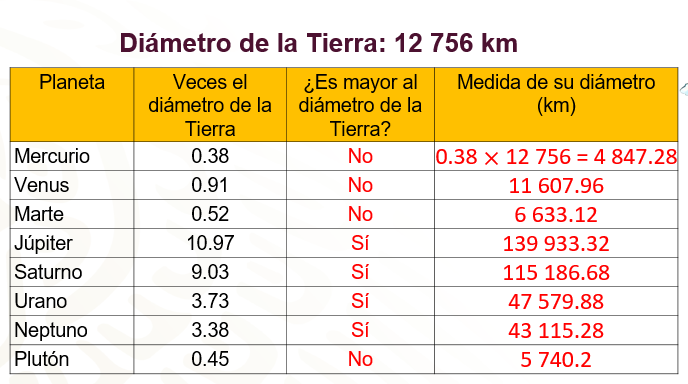 Diámetro de la Tierra: 12 756 km
Planeta Veces el diámetro de la Tierra ¿Es mayor al diámetro de la Tierra? Medida de su diámetro (km)
Mercurio 0.38 No 0.38 × 12 756 = 4 847.28
Venus 0.91 No 11 607.96
Marte 0.52 No 6 633.12
Júpiter 10.97 Sí 139 933.32
Saturno 9.03 Sí 115 186.68
Urano 3.73 Sí 47 579.88
Neptuno 3.38 Sí 43 115.28
Plutón 0.45 No 5 740.2